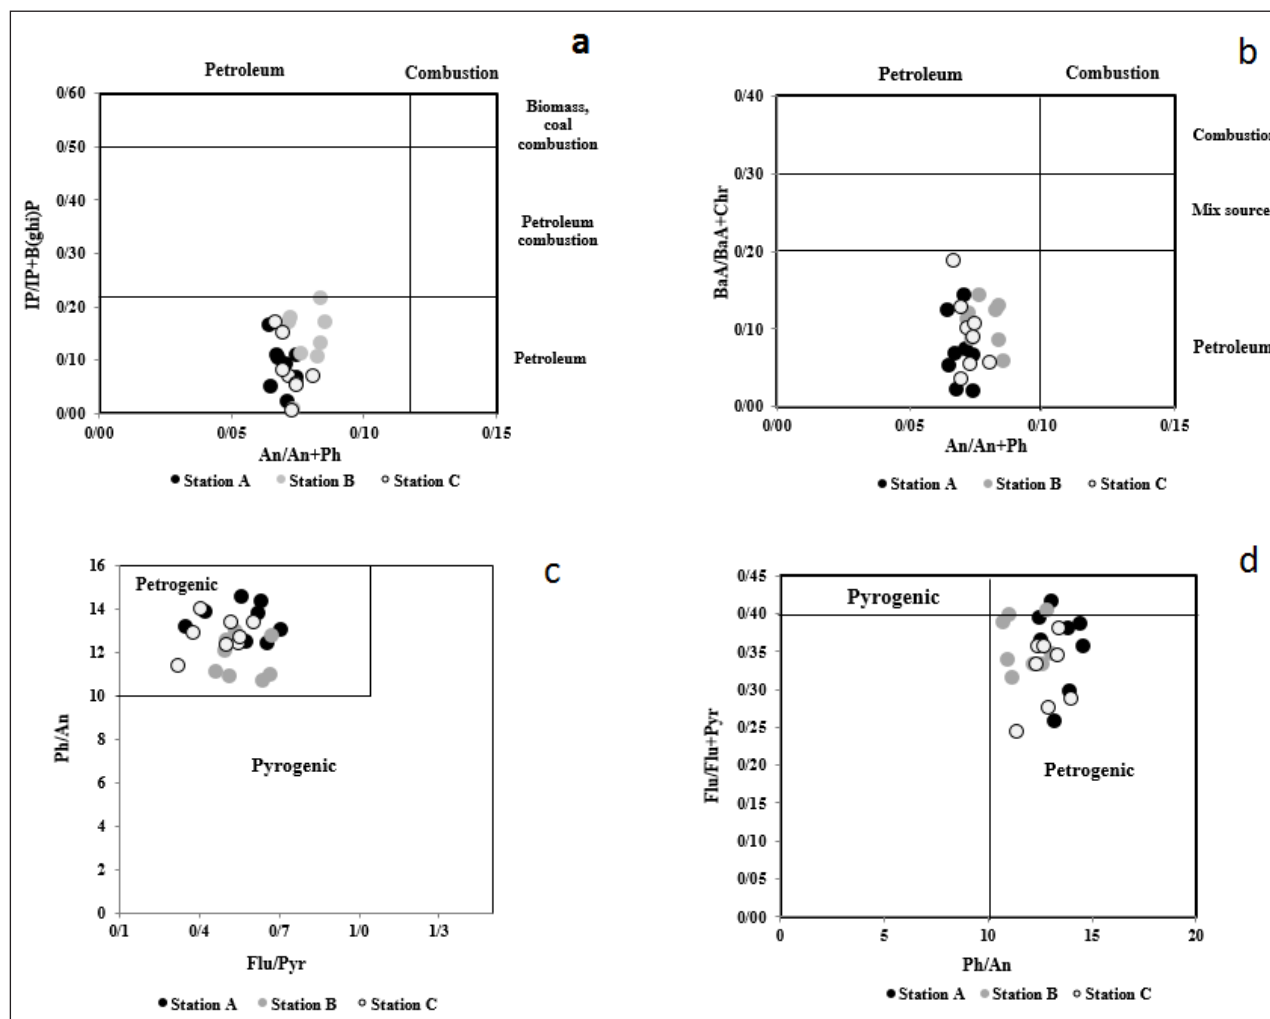 a
Petroleum
Combustion
0/60
0/50
0/40
0/30
0/20
0/10
0/00
IP/IP+B(ghi)P
Biomass,
coal
combustion
Petroleum
combustion
Petroleum
0/00
0/05
0/10
0/15
An/An+Ph
Station A
Station B
Station C
b
Petroleum
Combustion
0/40
0/30
0/20
0/10
0/00
BaA/BaA+Chr
Combustion
Mix source
Petroleum
0/00
0/05
0/10
0/15
An/An+Ph
Station A
Station B
Station C
c
16
14
12
10
8
6
4
2
0
Ph/An
Petrogenic
Pyrogenic
0/1
0/4
0/7
1/0
1/3
Flu/Pyr
Station A
Station B
Station C
d
0/45
0/40
0/35
0/30
0/25
0/20
0/15
0/10
0/05
0/00
Flu/Flu+Pyr
Pyrogenic
Petrogenic
0
5
10
15
20
Ph/An
Station A
Station B
Station C